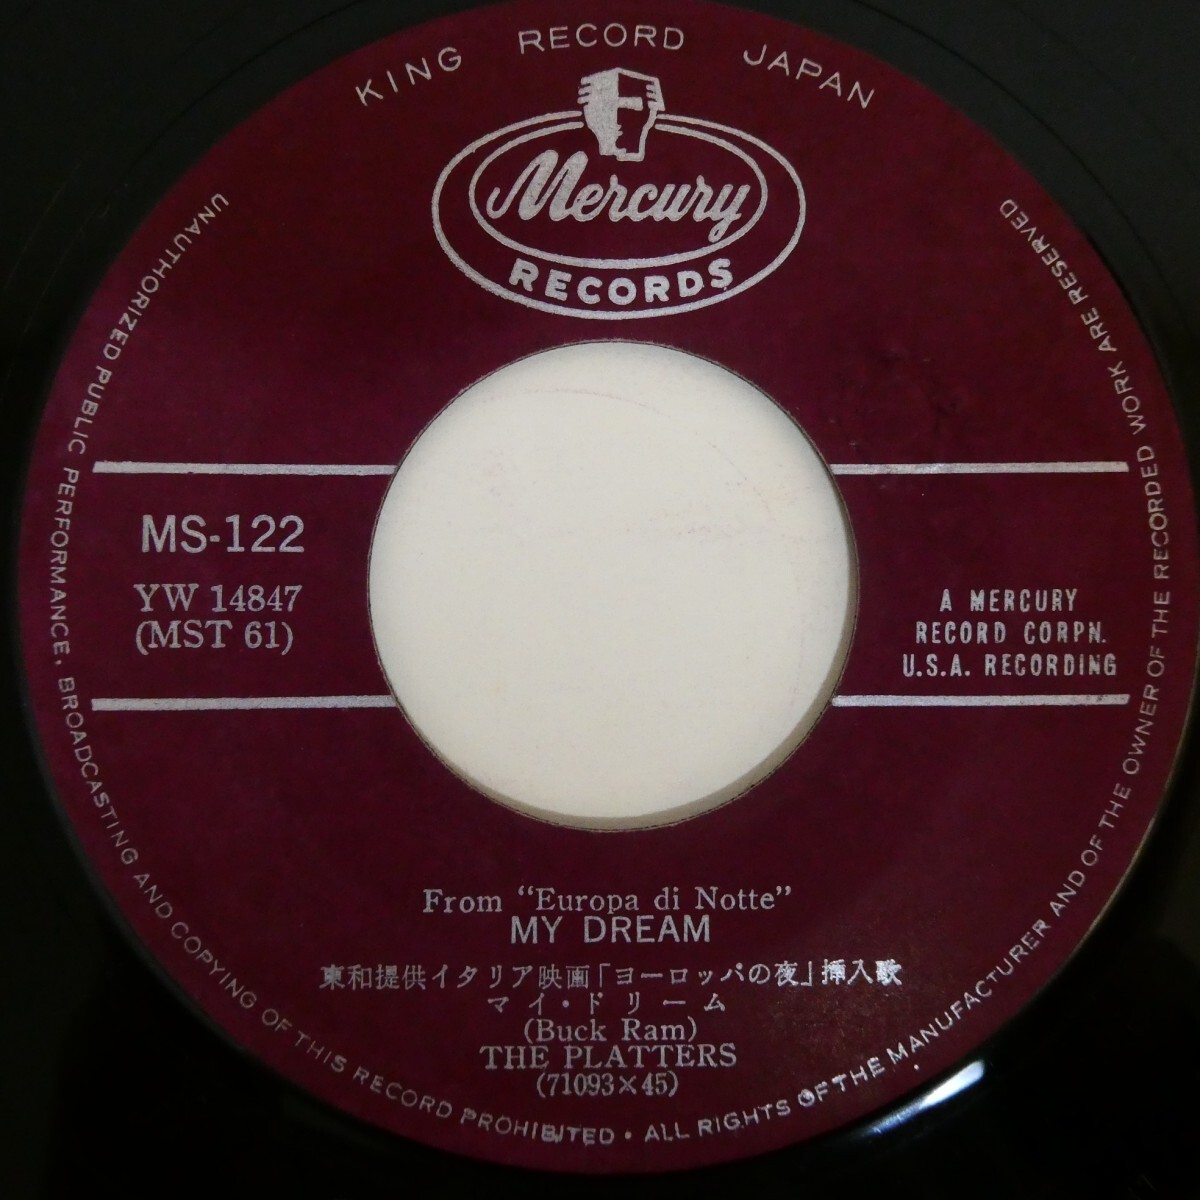 KING RECORD JAPAN
Mercury
RECORDS
UNAUTHORIZED PUBLIC PERFORMANCE, BROADCASTING AND COPYING OF THIS RECORD PROHIBITED • ALL RIGHTS OF THE MANUFACTURER AND OF THE OWNER OF THE RECORDED WORK ARE RESERVED
MS-122
YW 14847
(MST 61)
A MERCURY
RECORD CORPN.
U.S.A. RECORDING
From "Europa di Notte"
MY DREAM
東和提供イタリア映画「ヨーロッパの夜」挿入歌
マイ・ドリーム
(Buck Ram)
THE PLATTERS
(71093×45)